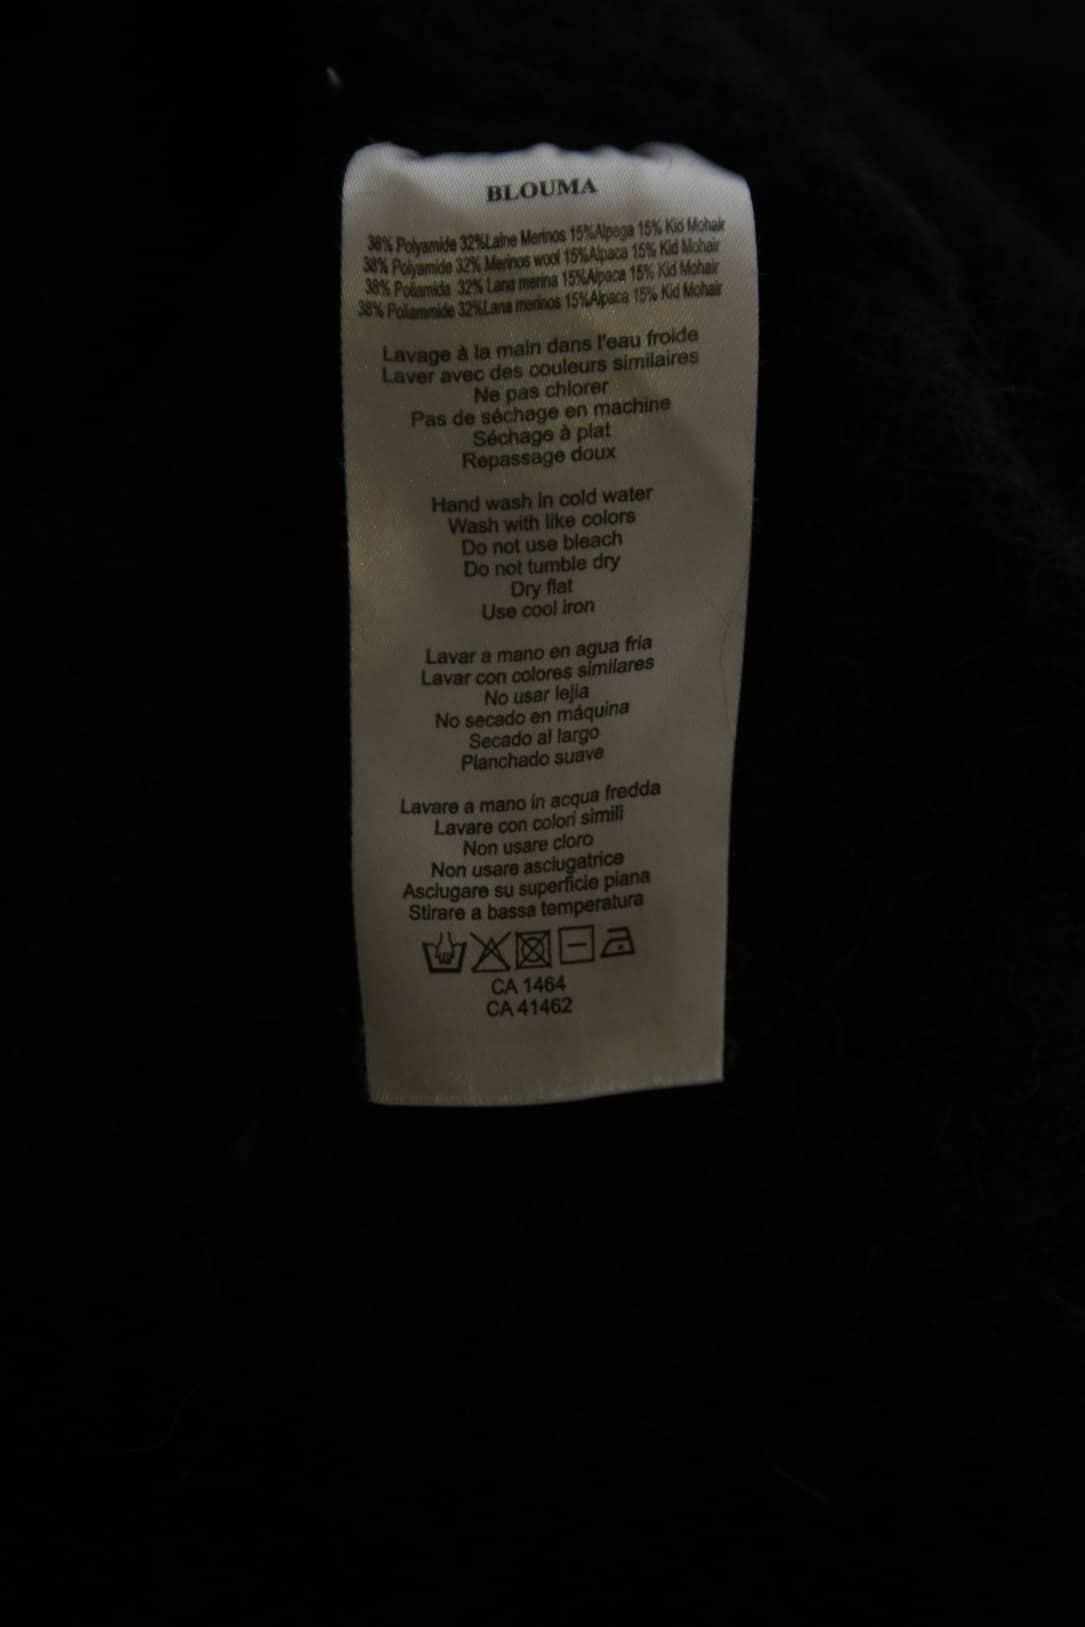 BLOUMA
38% Polyamide 32%Laine Merinos 15%Alpaga 15% Kid Mohair
38% Polyamide 32% Merinos wool 15%Alpaca 15% Kid Mohair
38% Poliamida 32% Lana merina 15%Alpaca 15% Kid Mohair
38% Poliammide 32%Lana merinos 15%Alpaca 15% Kid Mohair
Lavage à la main dans l'eau froide
Laver avec des couleurs similaires
Ne pas chlorer
Pas de séchage en machine
Séchage à plat
Repassage doux
Hand wash in cold water
Wash with like colors
Do not use bleach
Do not tumble dry
Dry flat
Use cool iron
Lavar a mano en agua fria
Lavar con colores similares
No usar lejia
No secado en máquina
Secado al largo
Planchado suave
Lavare a mano in acqua fredda
Lavare con colori simili
Non usare cloro
Non usare asciugatrice
Asciugare su superficie piana
Stirare a bassa temperatura
CA 1464
CA 41462